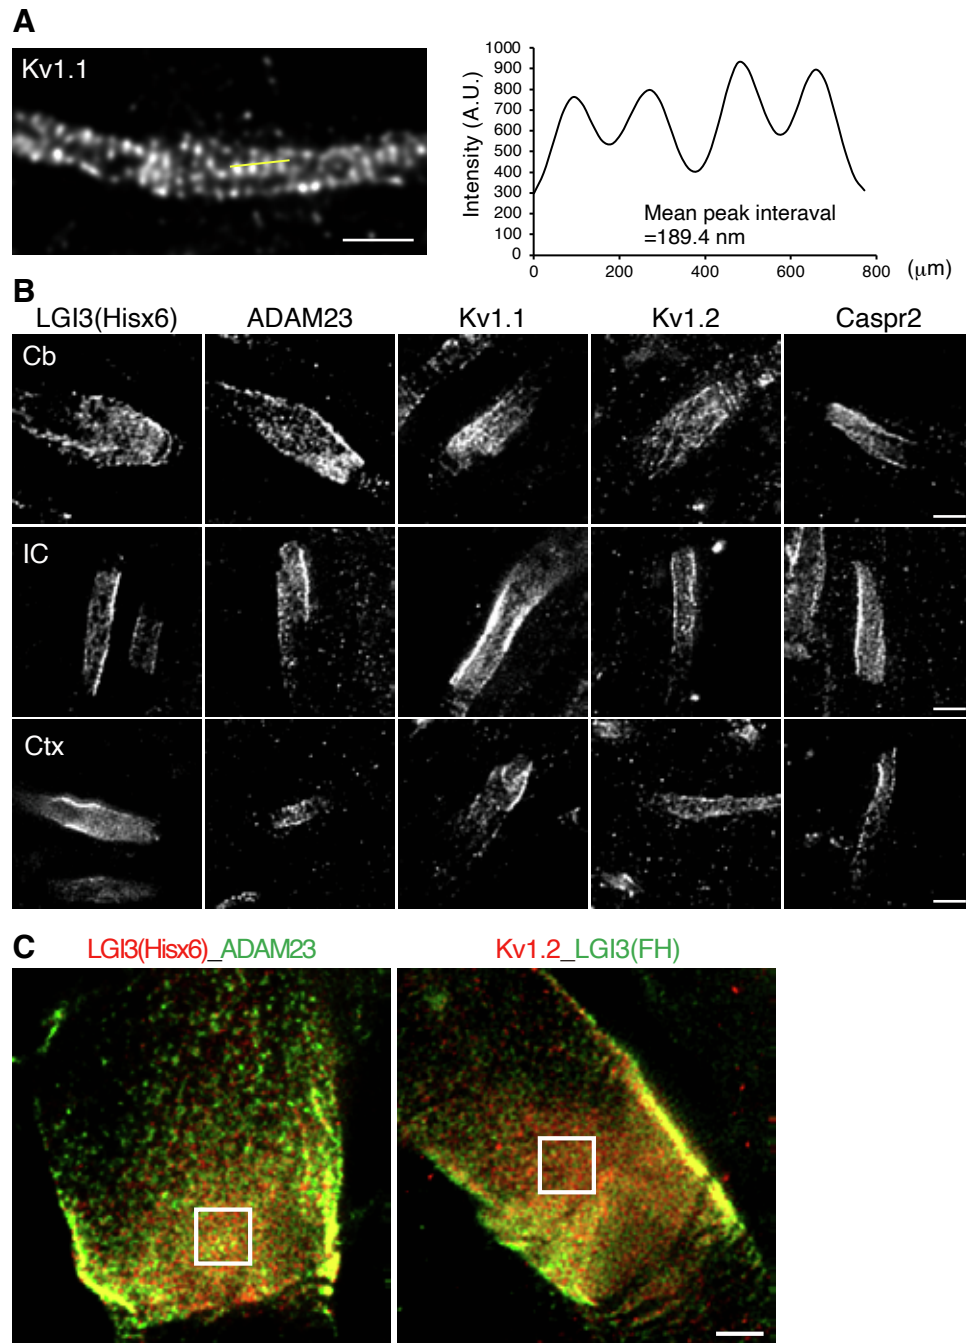 A
Kv1.1
Intensity (A.U.)
1000
900
800
700
600
500
400
300
200
100
0
Mean peak interaval
=189.4 nm
0 200 400 600 800 (μm)
B
LGI3(Hisx6) ADAM23 Kv1.1 Kv1.2 Caspr2
Cb
IC
Ctx
C
LGI3(Hisx6)_ADAM23 Kv1.2_LGI3(FH)